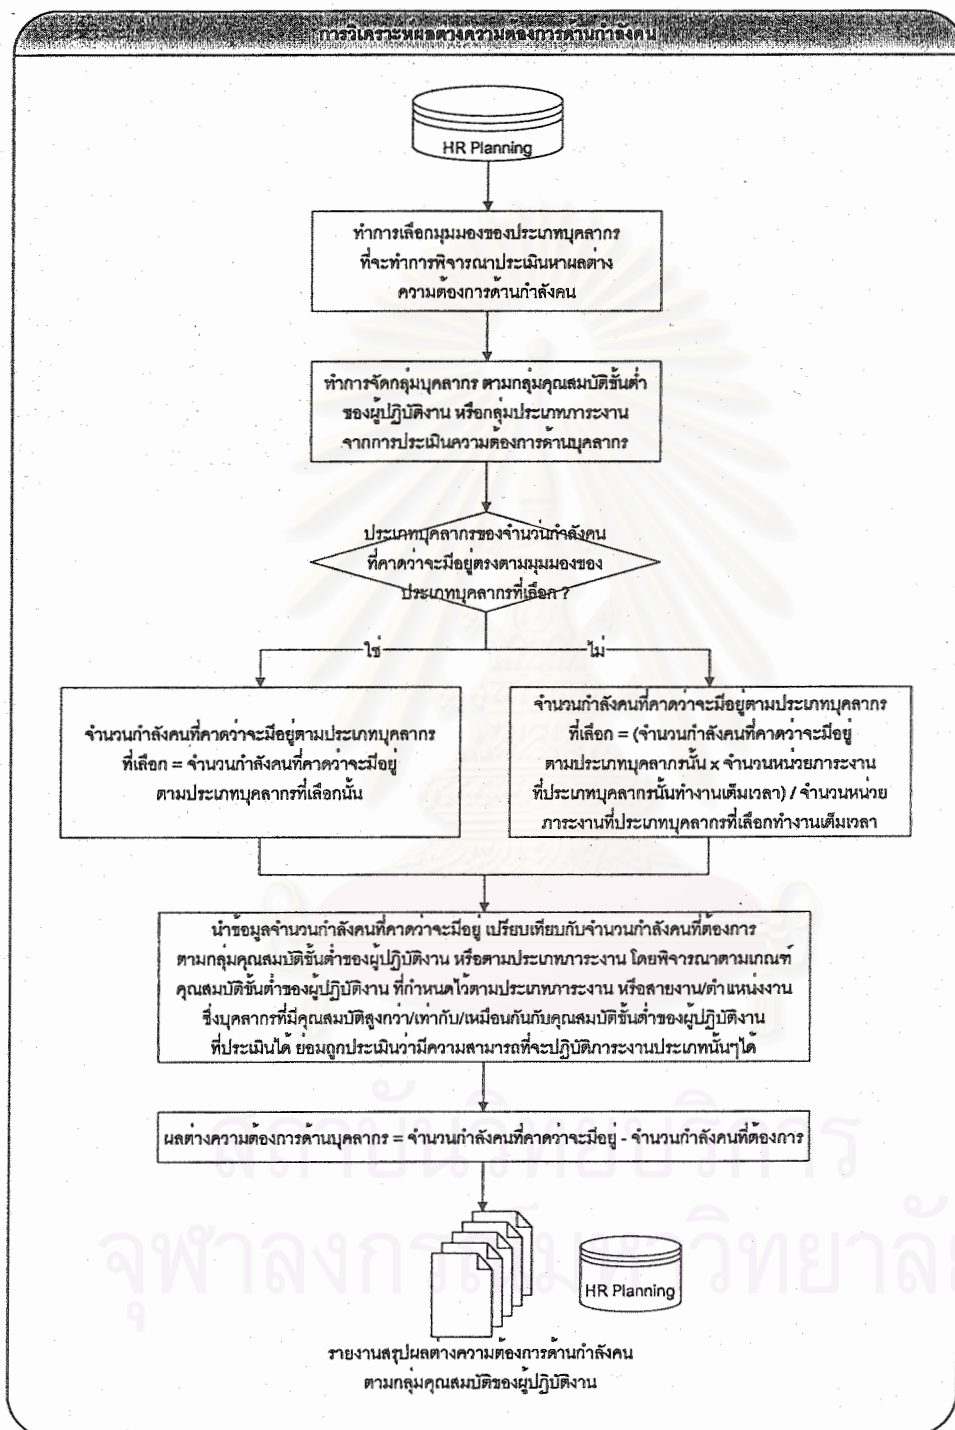 การวิเคราะห์ผลต่างความต้องการด้านกำลังคน
HR Planning
ทำการเลือกมุมมองของประเภทบุคลากร
ที่จะทำการพิจารณาประเมินหาผลต่าง
ความต้องการด้านกำลังคน
ทำการจัดกลุ่มบุคลากร ตามกลุ่มคุณสมบัติขั้นต่ำ
ของผู้ปฏิบัติงาน หรือกลุ่มประเภทภาระงาน
จากการประเมินความต้องการด้านบุคลากร
ประเภทบุคลากรของจำนวนกำลังคน
ที่คาดว่าจะมีอยู่ตรงตามมุมมองของ
ประเภทบุคลากรที่เลือก ?
ใช่
ไม่
จำนวนกำลังคนที่คาดว่าจะมีอยู่ตามประเภทบุคลากร
ที่เลือก = จำนวนกำลังคนที่คาดว่าจะมีอยู่
ตามประเภทบุคลากรที่เลือกนั้น
จำนวนกำลังคนที่คาดว่าจะมีอยู่ตามประเภทบุคลากร
ที่เลือก = (จำนวนกำลังคนที่คาดว่าจะมีอยู่
ตามประเภทบุคลากรนั้น x จำนวนหน่วยภาระงาน
ที่ประเภทบุคลากรนั้นทำงานเต็มเวลา) / จำนวนหน่วย
ภาระงานที่ประเภทบุคลากรที่เลือกทำงานเต็มเวลา
นำข้อมูลจำนวนกำลังคนที่คาดว่าจะมีอยู่ เปรียบเทียบกับจำนวนกำลังคนที่ต้องการ
ตามกลุ่มคุณสมบัติขั้นต่ำของผู้ปฏิบัติงาน หรือตามประเภทภาระงาน โดยพิจารณาตามเกณฑ์
คุณสมบัติขั้นต่ำของผู้ปฏิบัติงาน ที่กำหนดไว้ตามประเภทภาระงาน หรือสายงาน/ตำแหน่งงาน
ซึ่งบุคลากรที่มีคุณสมบัติสูงกว่า/เท่ากับ/เหมือนกันกับคุณสมบัติขั้นต่ำของผู้ปฏิบัติงาน
ที่ประเมินได้ ย่อมถูกประเมินว่ามีความสามารถที่จะปฏิบัติภาระงานประเภทนั้นๆได้
ผลต่างความต้องการด้านบุคลากร = จำนวนกำลังคนที่คาดว่าจะมีอยู่ - จำนวนกำลังคนที่ต้องการ
สถาบันวิทยบริการ
จุฬาลงกรณ์มหาวิทยาลัย
HR Planning
รายงานสรุปผลต่างความต้องการด้านกำลังคน
ตามกลุ่มคุณสมบัติของผู้ปฏิบัติงาน